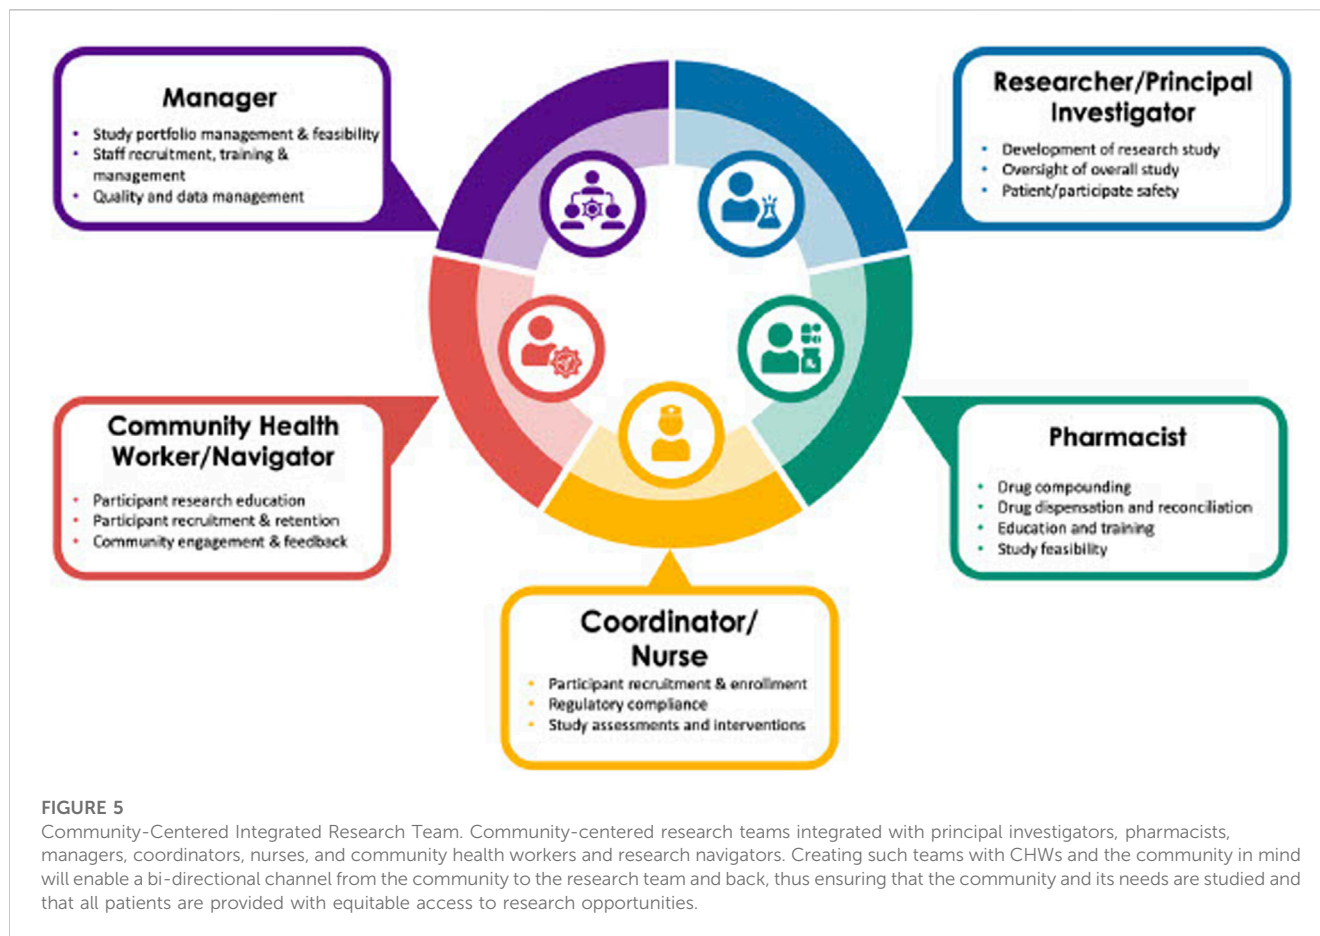 Manager
• Study portfolio management & feasibility
• Staff recruitment, training &
management
• Quality and data management
Researcher/Principal
Investigator
• Development of research study
• Oversight of overall study
• Patient/participate safety
Community Health
Worker/Navigator
• Participant research education
• Participant recruitment & retention
• Community engagement & feedback
Pharmacist
• Drug compounding
• Drug dispensation and reconciliation
• Education and training
• Study feasibility
Coordinator/
Nurse
• Participant recruitment & enrollment
• Regulatory compliance
• Study assessments and interventions
FIGURE 5
Community-Centered Integrated Research Team. Community-centered research teams integrated with principal investigators, pharmacists,
managers, coordinators, nurses, and community health workers and research navigators. Creating such teams with CHWs and the community in mind
will enable a bi-directional channel from the community to the research team and back, thus ensuring that the community and its needs are studied and
that all patients are provided with equitable access to research opportunities.